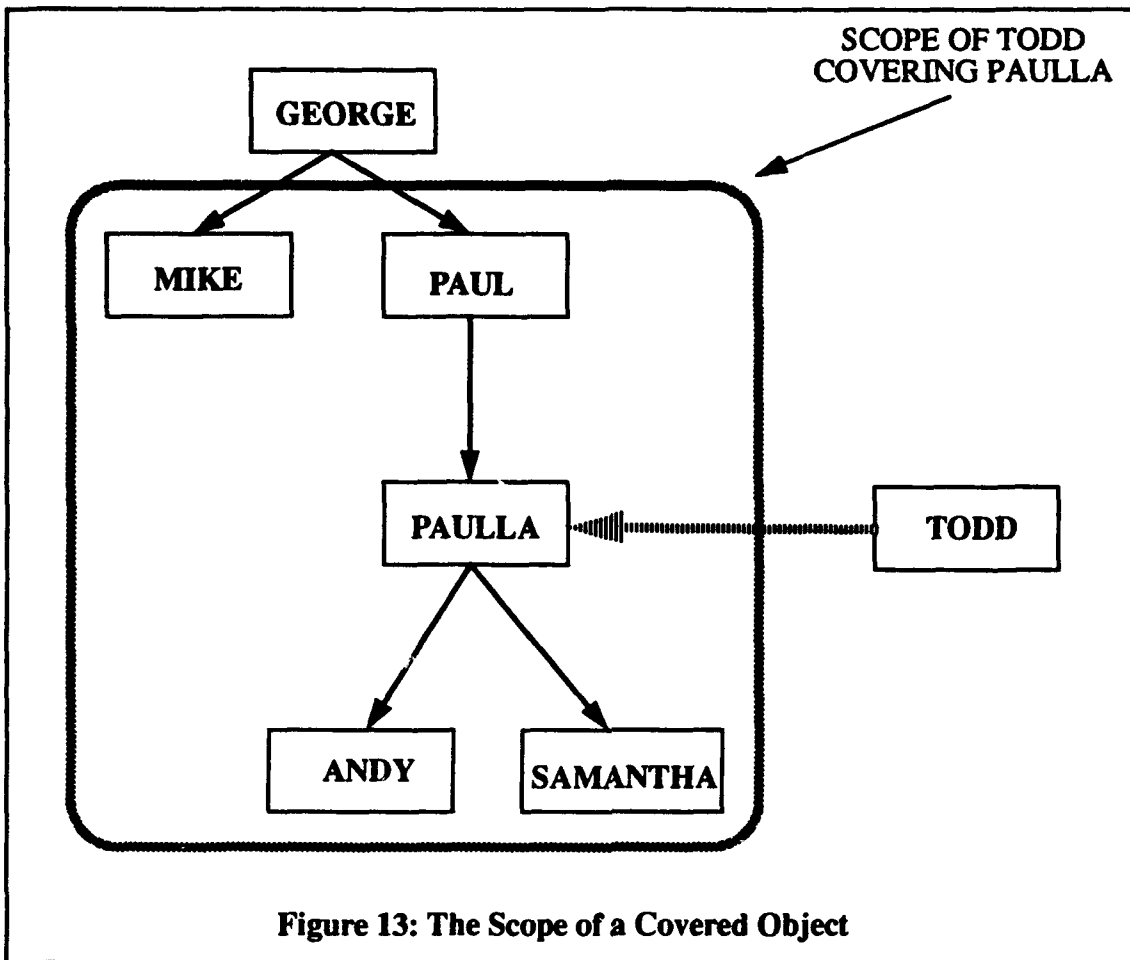 SCOPE OF TODD
COVERING PAULLA
GEORGE
MIKE
PAUL
PAULLA
TODD
ANDY
SAMANTHA
Figure 13: The Scope of a Covered Object